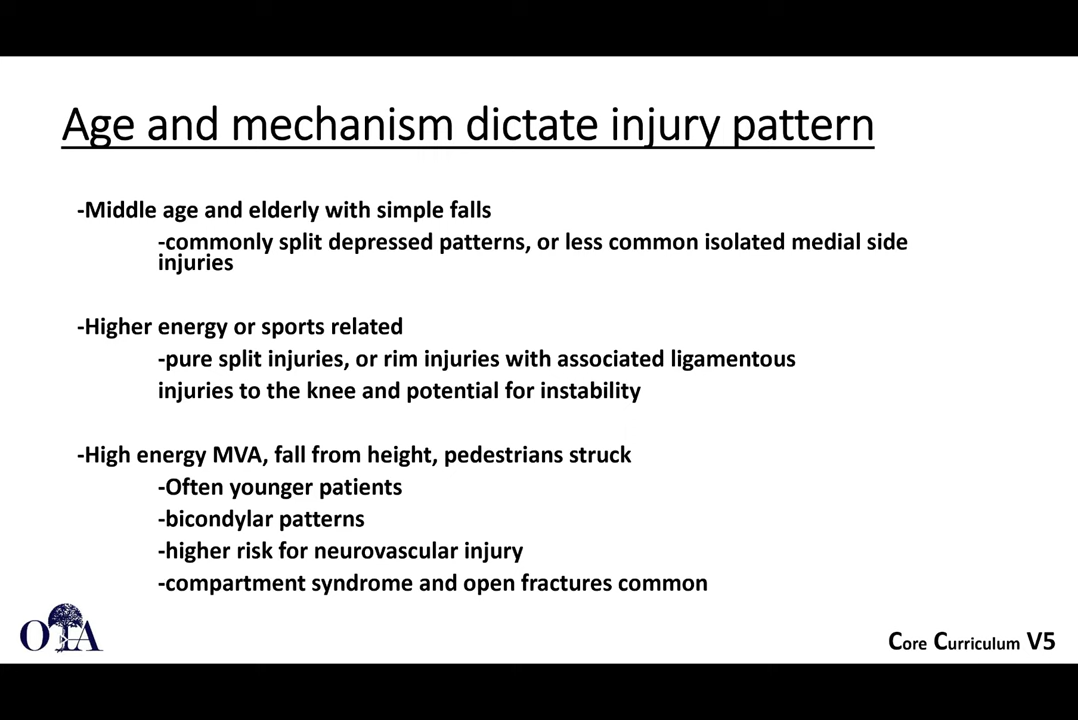 Age and mechanism dictate injury pattern
-Middle age and elderly with simple falls
-commonly split depressed patterns, or less common isolated medial side
injuries
-Higher energy or sports related
-pure split injuries, or rim injuries with associated ligamentous
injuries to the knee and potential for instability
-High energy MVA, fall from height, pedestrians struck
-Often younger patients
-bicondylar patterns
-higher risk for neurovascular injury
-compartment syndrome and open fractures common
OTA
Core Curriculum V5